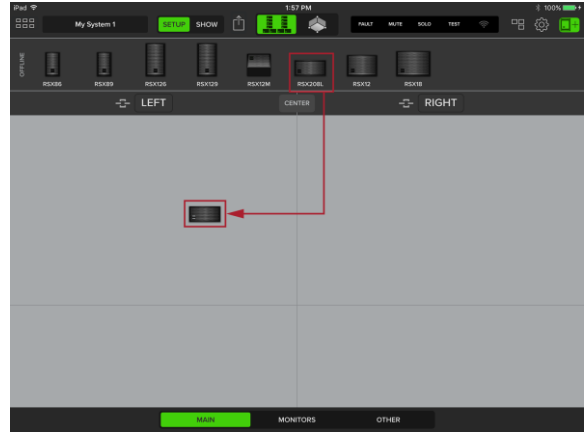 iPad 1:57 PM 100%
My System 1 SETUP SHOW FAULT MUTE SOLO TEST
OFFLINE
RSX86 RSX89 RSX126 RSX129 RSX12M RSX208L RSX12 RSX18
LEFT CENTER RIGHT
MAIN MONITORS OTHER